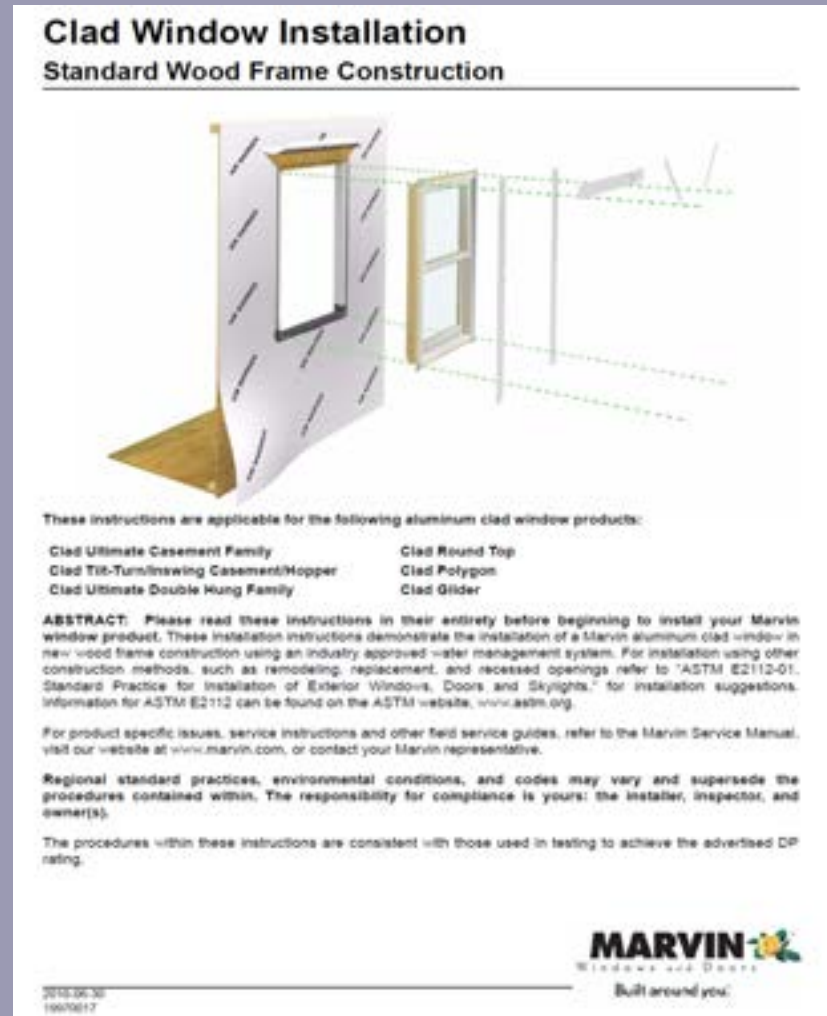 Clad Window Installation
Standard Wood Frame Construction
These instructions are applicable for the following aluminum clad window products:
Clad Ultimate Casement Family
Clad Tilt-Turn/Inswing Casement/Hopper
Clad Ultimate Double Hung Family
Clad Round Top
Clad Polygon
Clad Glider
ABSTRACT: Please read these instructions in their entirety before beginning to install your Marvin
window product. These installation instructions demonstrate the installation of a Marvin aluminum clad window in
new wood frame construction using an industry approved water management system. For installation using other
construction methods, such as remodeling, replacement, and recessed openings refer to "ASTM E2112-01,
Standard Practice for Installation of Exterior Windows, Doors and Skylights," for installation suggestions.
Information for ASTM E2112 can be found on the ASTM website, www.astm.org.
For product specific issues, service instructions and other field service guides, refer to the Marvin Service Manual,
visit our website at www.marvin.com, or contact your Marvin representative.
Regional standard practices, environmental conditions, and codes may vary and supersede the
procedures contained within. The responsibility for compliance is yours: the installer, inspector, and
owner(s).
The procedures within these instructions are consistent with those used in testing to achieve the advertised DP
rating.
MARVIN
Windows and Doors
Built around you.
2010-06-30
19970017